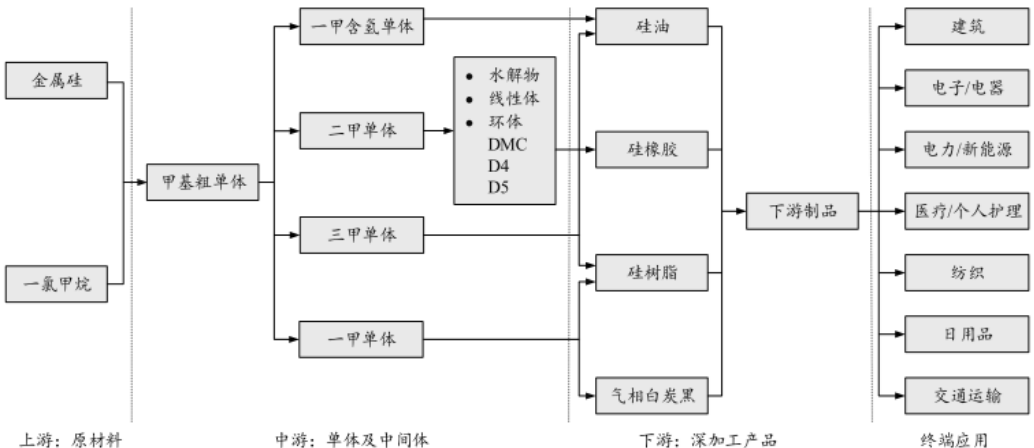 金属硅
一氯甲烷
甲基粗单体
一甲含氢单体
二甲单体
三甲单体
一甲单体
● 水解物
● 线性体
● 环体
DMC
D4
D5
硅油
硅橡胶
硅树脂
气相白炭黑
下游制品
建筑
电子/电器
电力/新能源
医疗/个人护理
纺织
日用品
交通运输
上游：原材料
中游：单体及中间体
下游：深加工产品
终端应用